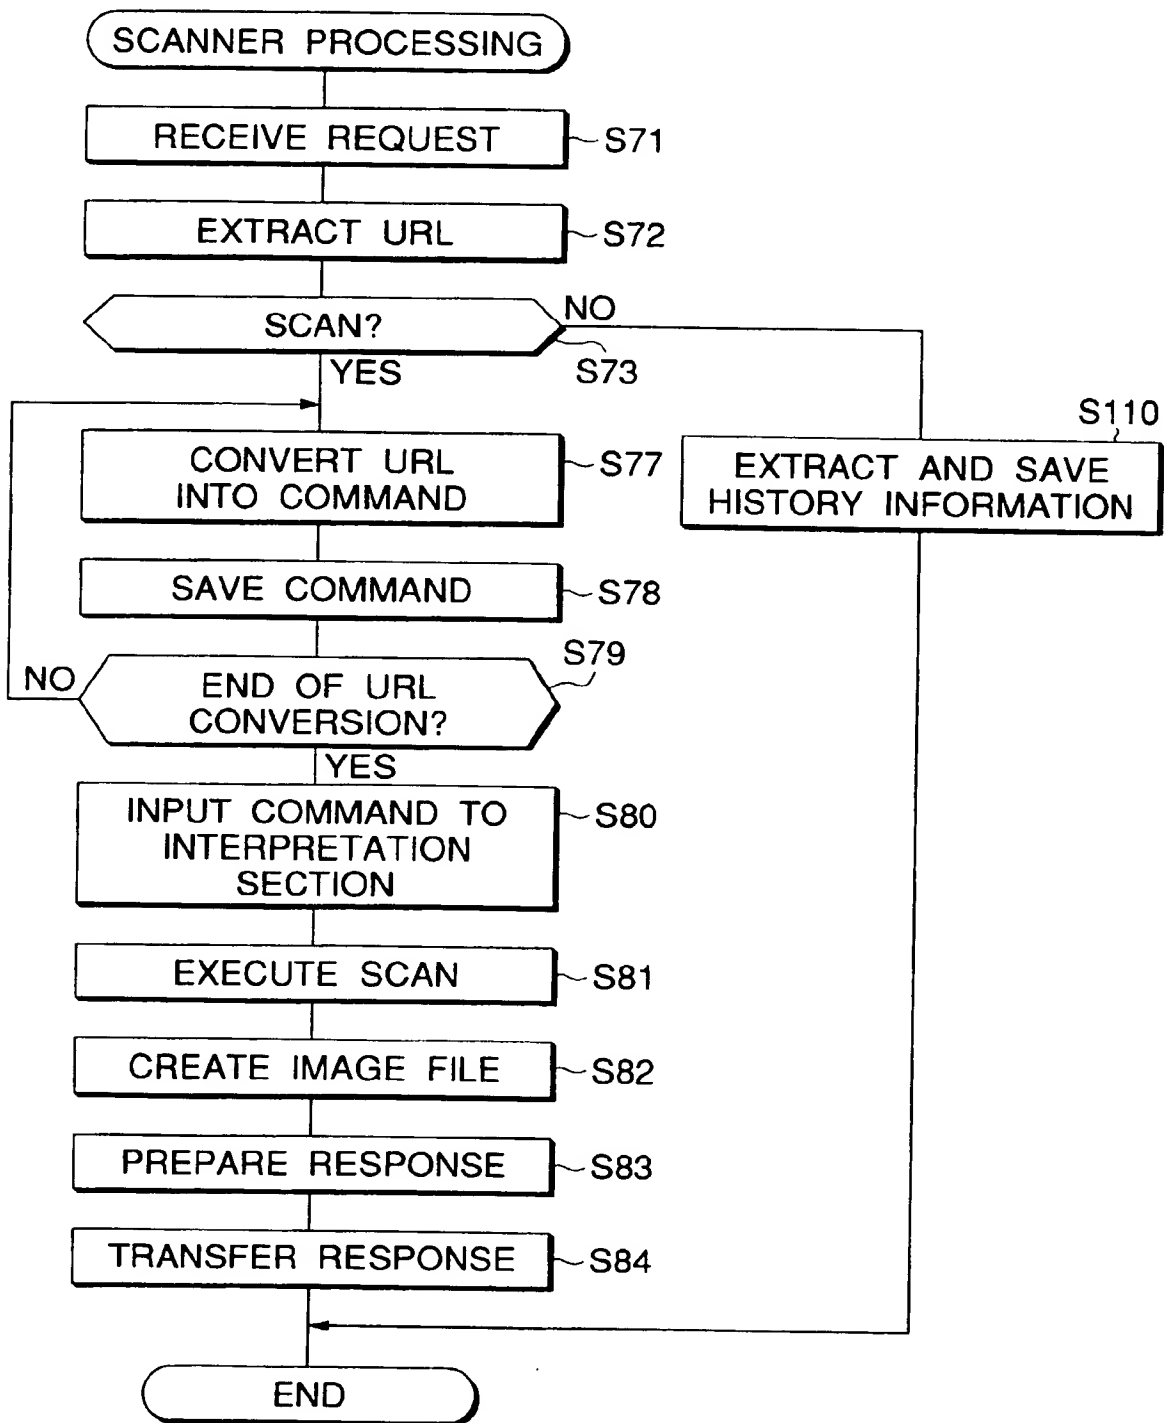 SCANNER PROCESSING
RECEIVE REQUEST
S71
EXTRACT URL
S72
SCAN?
NO
S73
YES
S110
CONVERT URL
INTO COMMAND
S77
EXTRACT AND SAVE
HISTORY INFORMATION
SAVE COMMAND
S78
S79
NO
END OF URL
CONVERSION?
YES
INPUT COMMAND TO
INTERPRETATION
SECTION
S80
EXECUTE SCAN
S81
CREATE IMAGE FILE
S82
PREPARE RESPONSE
S83
TRANSFER RESPONSE
S84
END